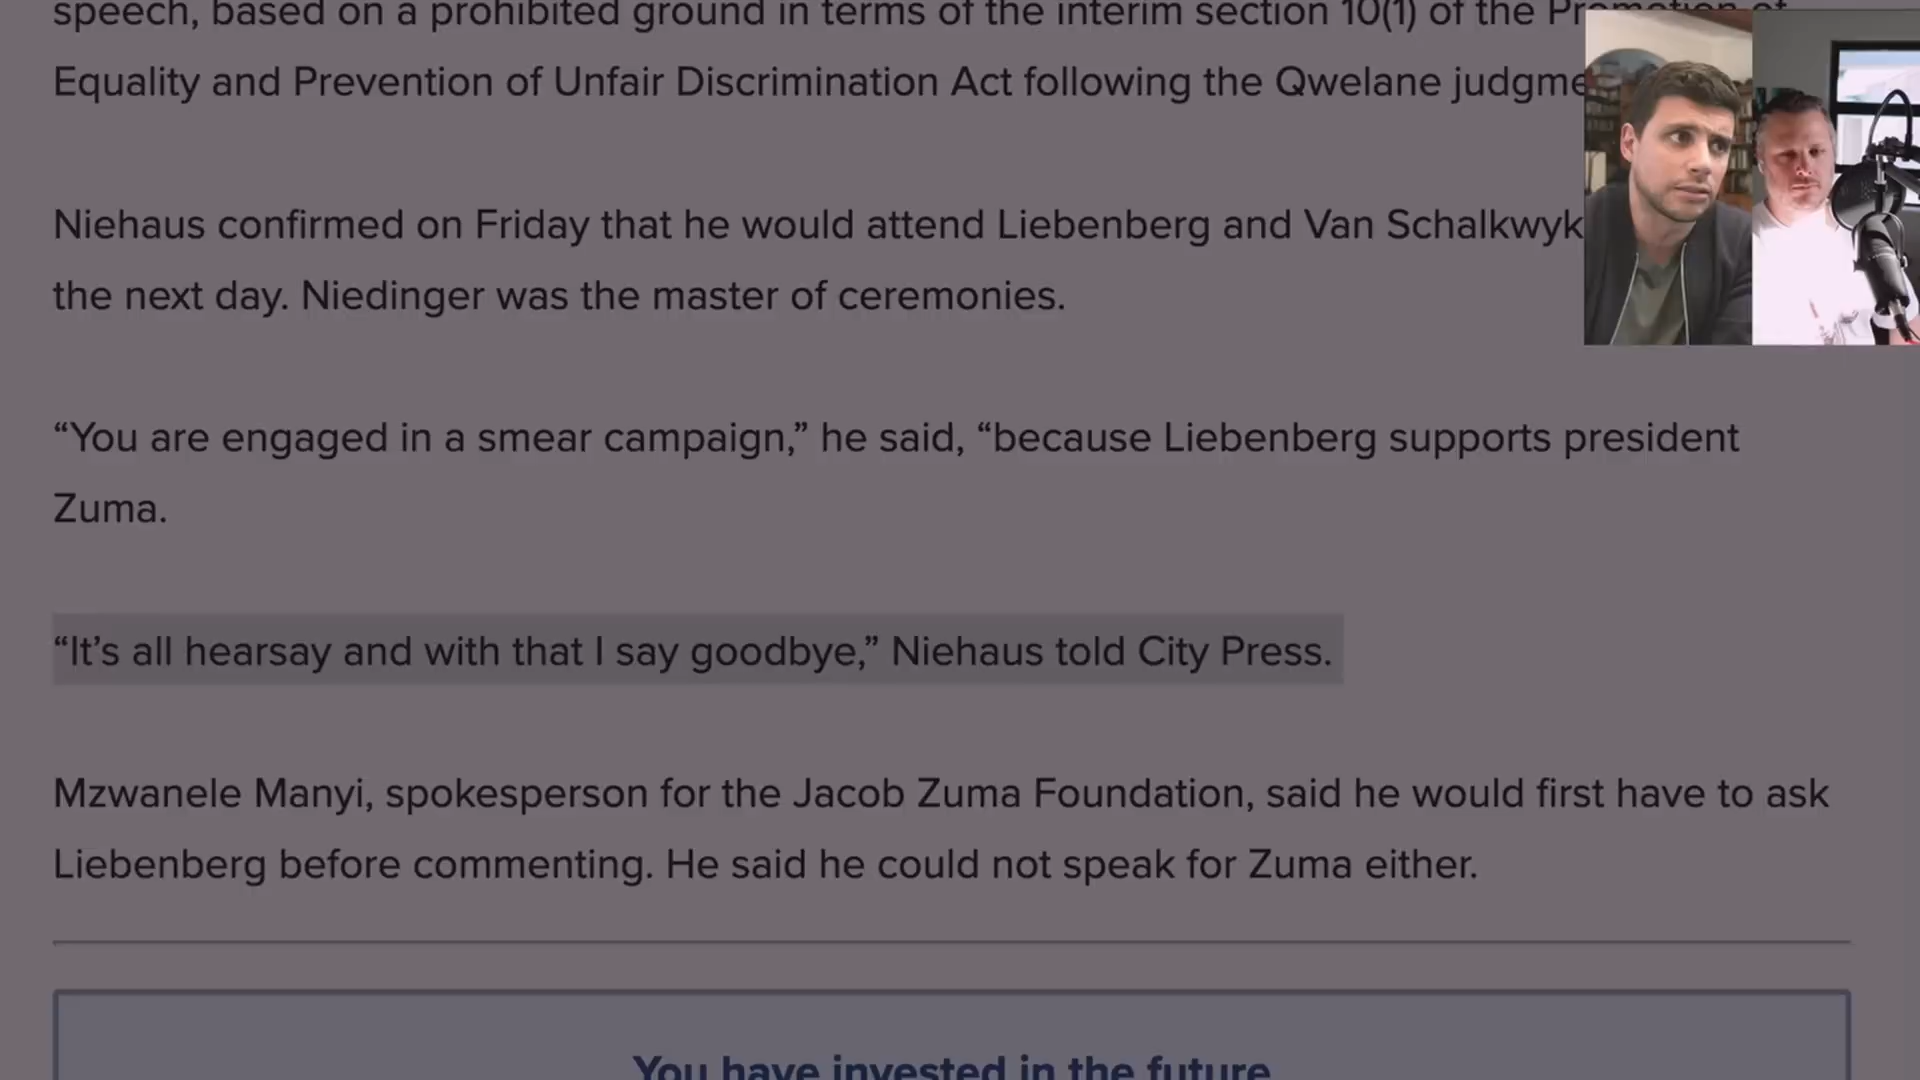 speech, based on a prohibited ground in terms of the interim section 10(1) of the Promotion of
Equality and Prevention of Unfair Discrimination Act following the Qwelane judgme
Niehaus confirmed on Friday that he would attend Liebenberg and Van Schalkwyk
the next day. Niedinger was the master of ceremonies.
“You are engaged in a smear campaign,” he said, “because Liebenberg supports president
Zuma.
“It’s all hearsay and with that I say goodbye,” Niehaus told City Press.
Mzwanele Manyi, spokesperson for the Jacob Zuma Foundation, said he would first have to ask
Liebenberg before commenting. He said he could not speak for Zuma either.
You have invested in the future